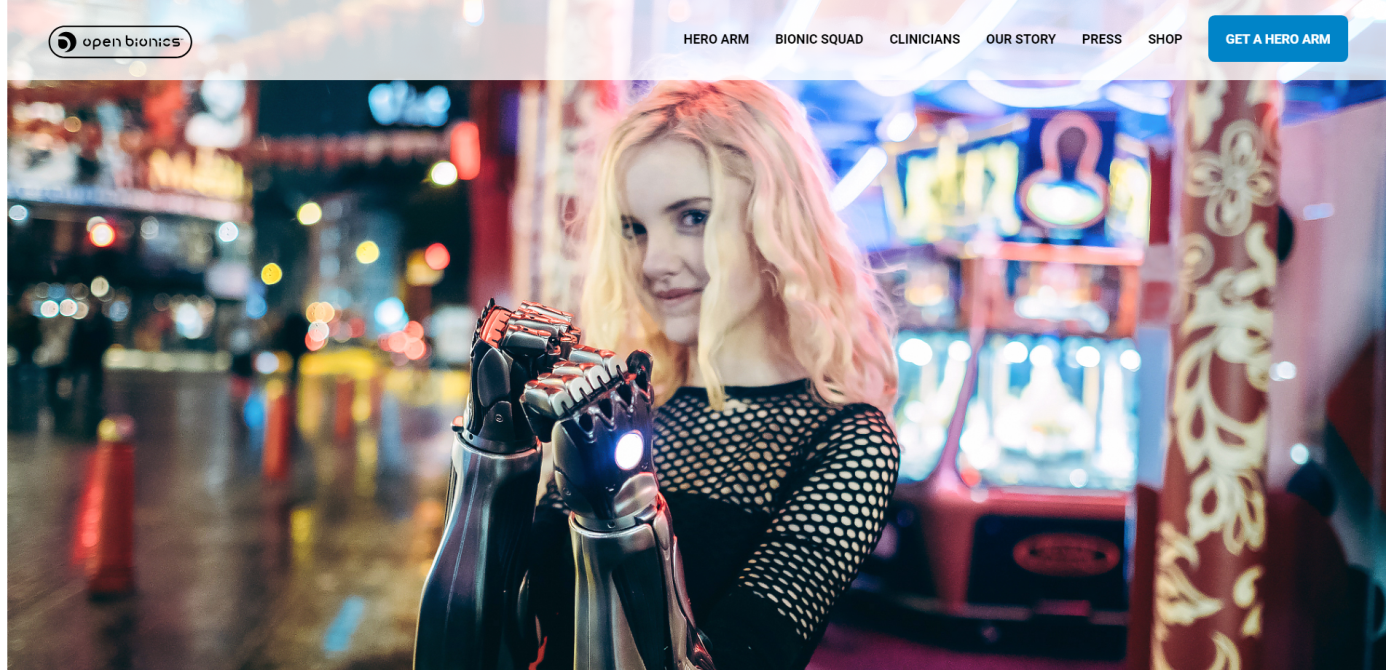 open bionics
HERO ARM
BIONIC SQUAD
CLINICIANS
OUR STORY
PRESS
SHOP
GET A HERO ARM